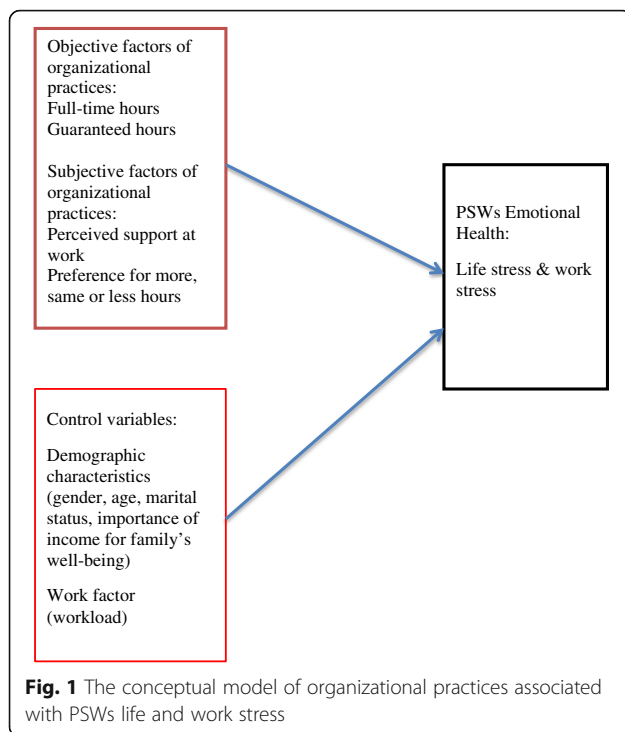 Objective factors of
organizational
practices:
Full-time hours
Guaranteed hours
Subjective factors of
organizational
practices:
Perceived support at
work
Preference for more,
same or less hours
PSWs Emotional
Health:
Life stress & work
stress
Control variables:
Demographic
characteristics
(gender, age, marital
status, importance of
income for family's
well-being)
Work factor
(workload)
Fig. 1 The conceptual model of organizational practices associated
with PSWs life and work stress